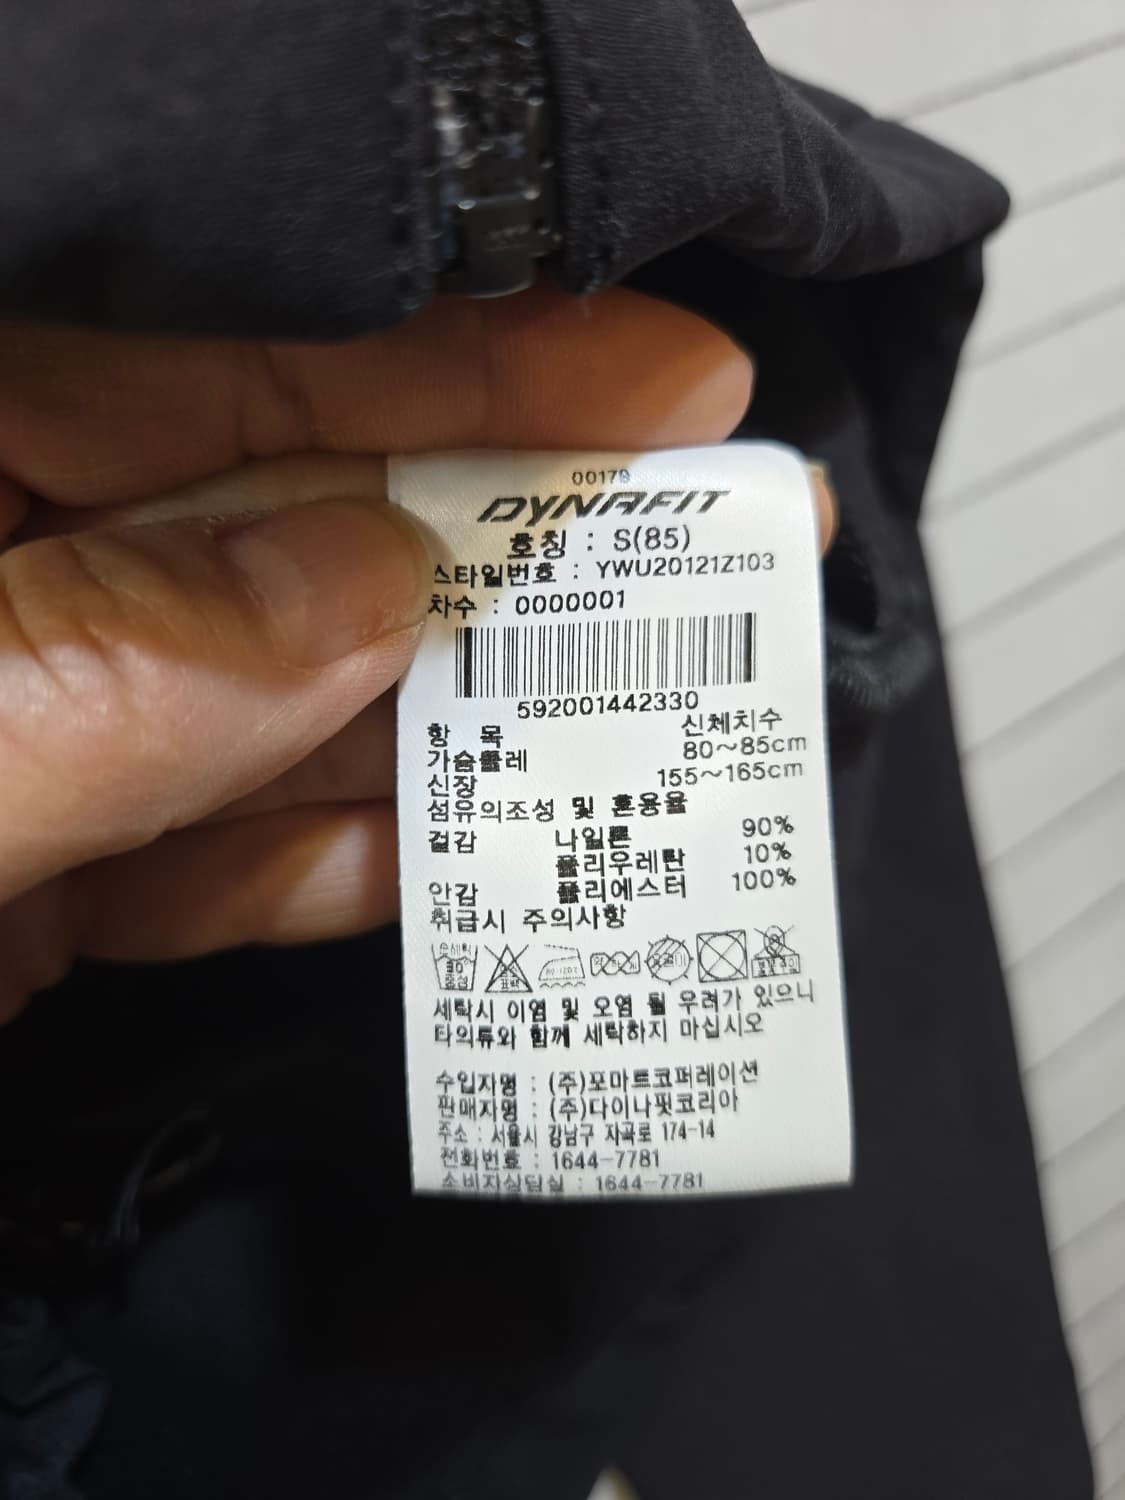 00179
DYNAFIT
호칭 : S(85)
스타일번호 : YWU20121Z103
차수 : 0000001
592001442330
항 목 신체치수
가슴둘레 80~85cm
신장 155~165cm
섬유의조성 및 혼용율
겉감 나일론 90%
폴리우레탄 10%
안감 폴리에스터 100%
취급시 주의사항
손세탁
30°
중성
세탁시 이염 및 오염 될 우려가 있으니
타의류와 함께 세탁하지 마십시오
수입자명 : (주)포마트코퍼레이션
판매자명 : (주)다이나핏코리아
주소 : 서울시 강남구 자곡로 174-14
전화번호 : 1644-7781
소비자상담실 : 1644-7781